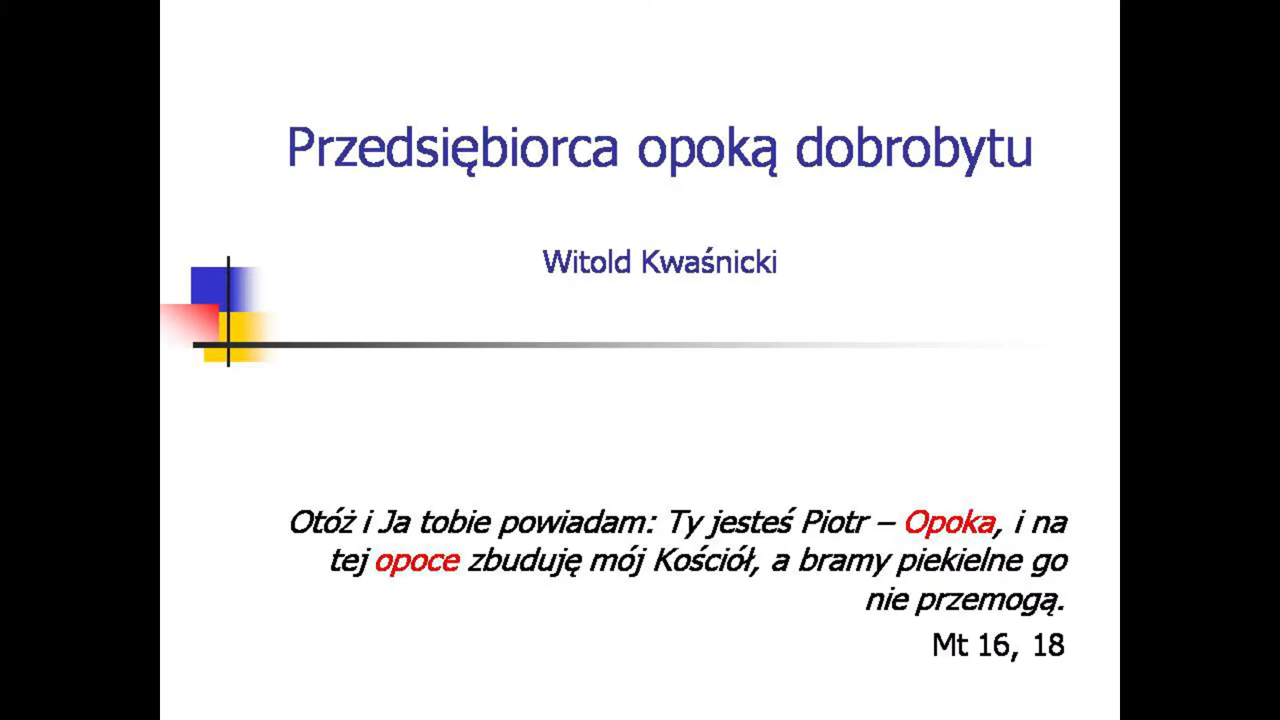 Przedsiębiorca opoką dobrobytu
Witold Kwaśnicki
Otóż i Ja tobie powiadam: Ty jesteś Piotr – Opoka, i na
tej opoce zbuduję mój Kościół, a bramy piekielne go
nie przemogą.
Mt 16, 18